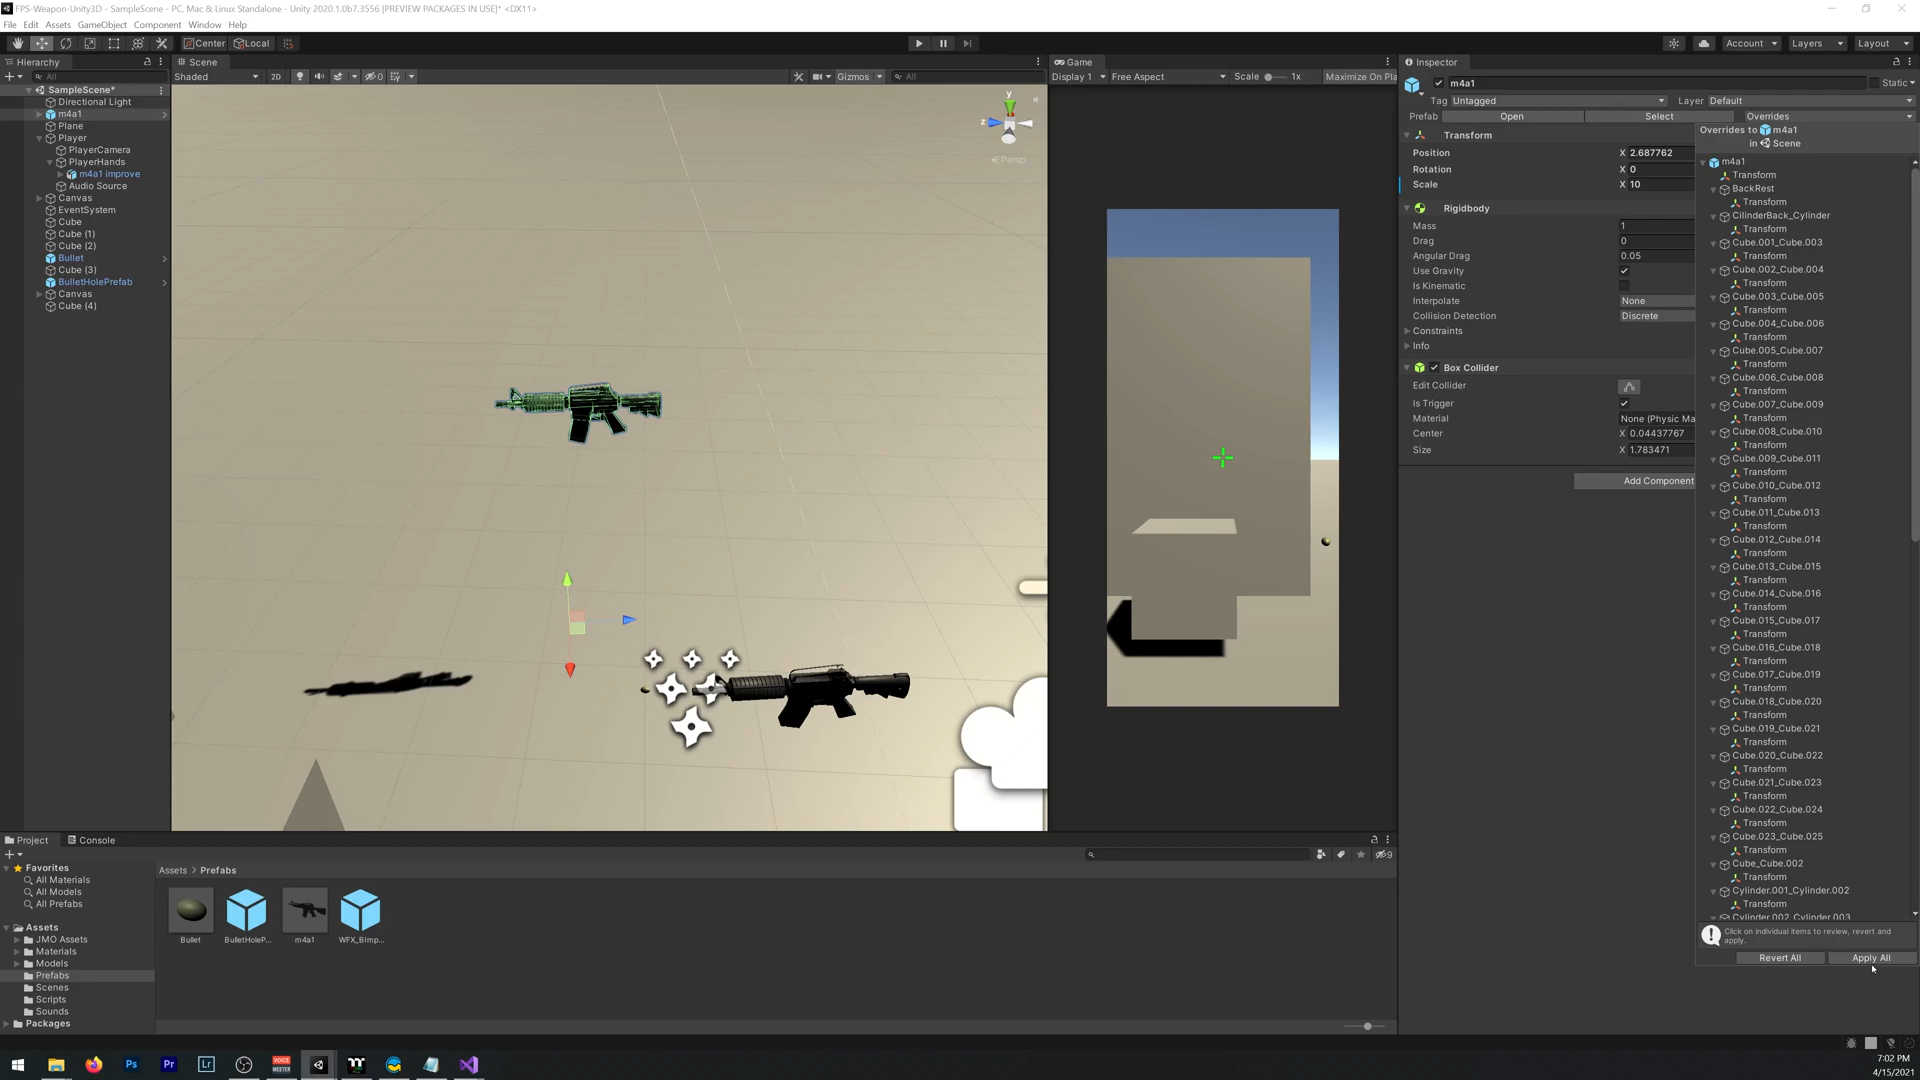 FPS-Weapon-Unity3D - SampleScene - PC, Mac & Linux Standalone - Unity 2020.1.0b7.3556 [PREVIEW PACKAGES IN USE]* <DX11>
File Edit Assets GameObject Component Window Help
Center Local Account Layers Layout
Hierarchy
All
SampleScene*
Directional Light
m4a1
Plane
Player
PlayerCamera
PlayerHands
m4a1 improve
Audio Source
Canvas
EventSystem
Cube
Cube (1)
Cube (2)
Bullet
Cube (3)
BulletHolePrefab
Canvas
Cube (4)
Scene
Shaded 2D 0 Gizmos All
y
z
Persp
Game
Display 1 Free Aspect Scale 1x Maximize On Pla
Inspector
m4a1 Static
Tag Untagged Layer Default
Prefab Open Select Overrides
Transform
Position X 2.687762
Rotation X 0
Scale X 10
Rigidbody
Mass 1
Drag 0
Angular Drag 0.05
Use Gravity
Is Kinematic
Interpolate None
Collision Detection Discrete
Constraints
Info
Box Collider
Edit Collider
Is Trigger
Material None (Physic Ma
Center X 0.04437767
Size X 1.783471
Add Component
Overrides to m4a1
in Scene
m4a1
Transform
BackRest
Transform
CilinderBack_Cylinder
Transform
Cube.001_Cube.003
Transform
Cube.002_Cube.004
Transform
Cube.003_Cube.005
Transform
Cube.004_Cube.006
Transform
Cube.005_Cube.007
Transform
Cube.006_Cube.008
Transform
Cube.007_Cube.009
Transform
Cube.008_Cube.010
Transform
Cube.009_Cube.011
Transform
Cube.010_Cube.012
Transform
Cube.011_Cube.013
Transform
Cube.012_Cube.014
Transform
Cube.013_Cube.015
Transform
Cube.014_Cube.016
Transform
Cube.015_Cube.017
Transform
Cube.016_Cube.018
Transform
Cube.017_Cube.019
Transform
Cube.018_Cube.020
Transform
Cube.019_Cube.021
Transform
Cube.020_Cube.022
Transform
Cube.021_Cube.023
Transform
Cube.022_Cube.024
Transform
Cube.023_Cube.025
Transform
Cube_Cube.002
Transform
Cylinder.001_Cylinder.002
Transform
Cylinder.002_Cylinder.003
Click on individual items to review, revert and
apply.
Revert All Apply All
Project Console
9
Favorites
All Materials
All Models
All Prefabs
Assets
JMO Assets
Materials
Models
Prefabs
Scenes
Scripts
Sounds
Packages
Assets > Prefabs
Bullet BulletHoleP... m4a1 WFX_BImp...
Ps Pr Lr VOICE MEETER
7:02 PM
4/15/2021